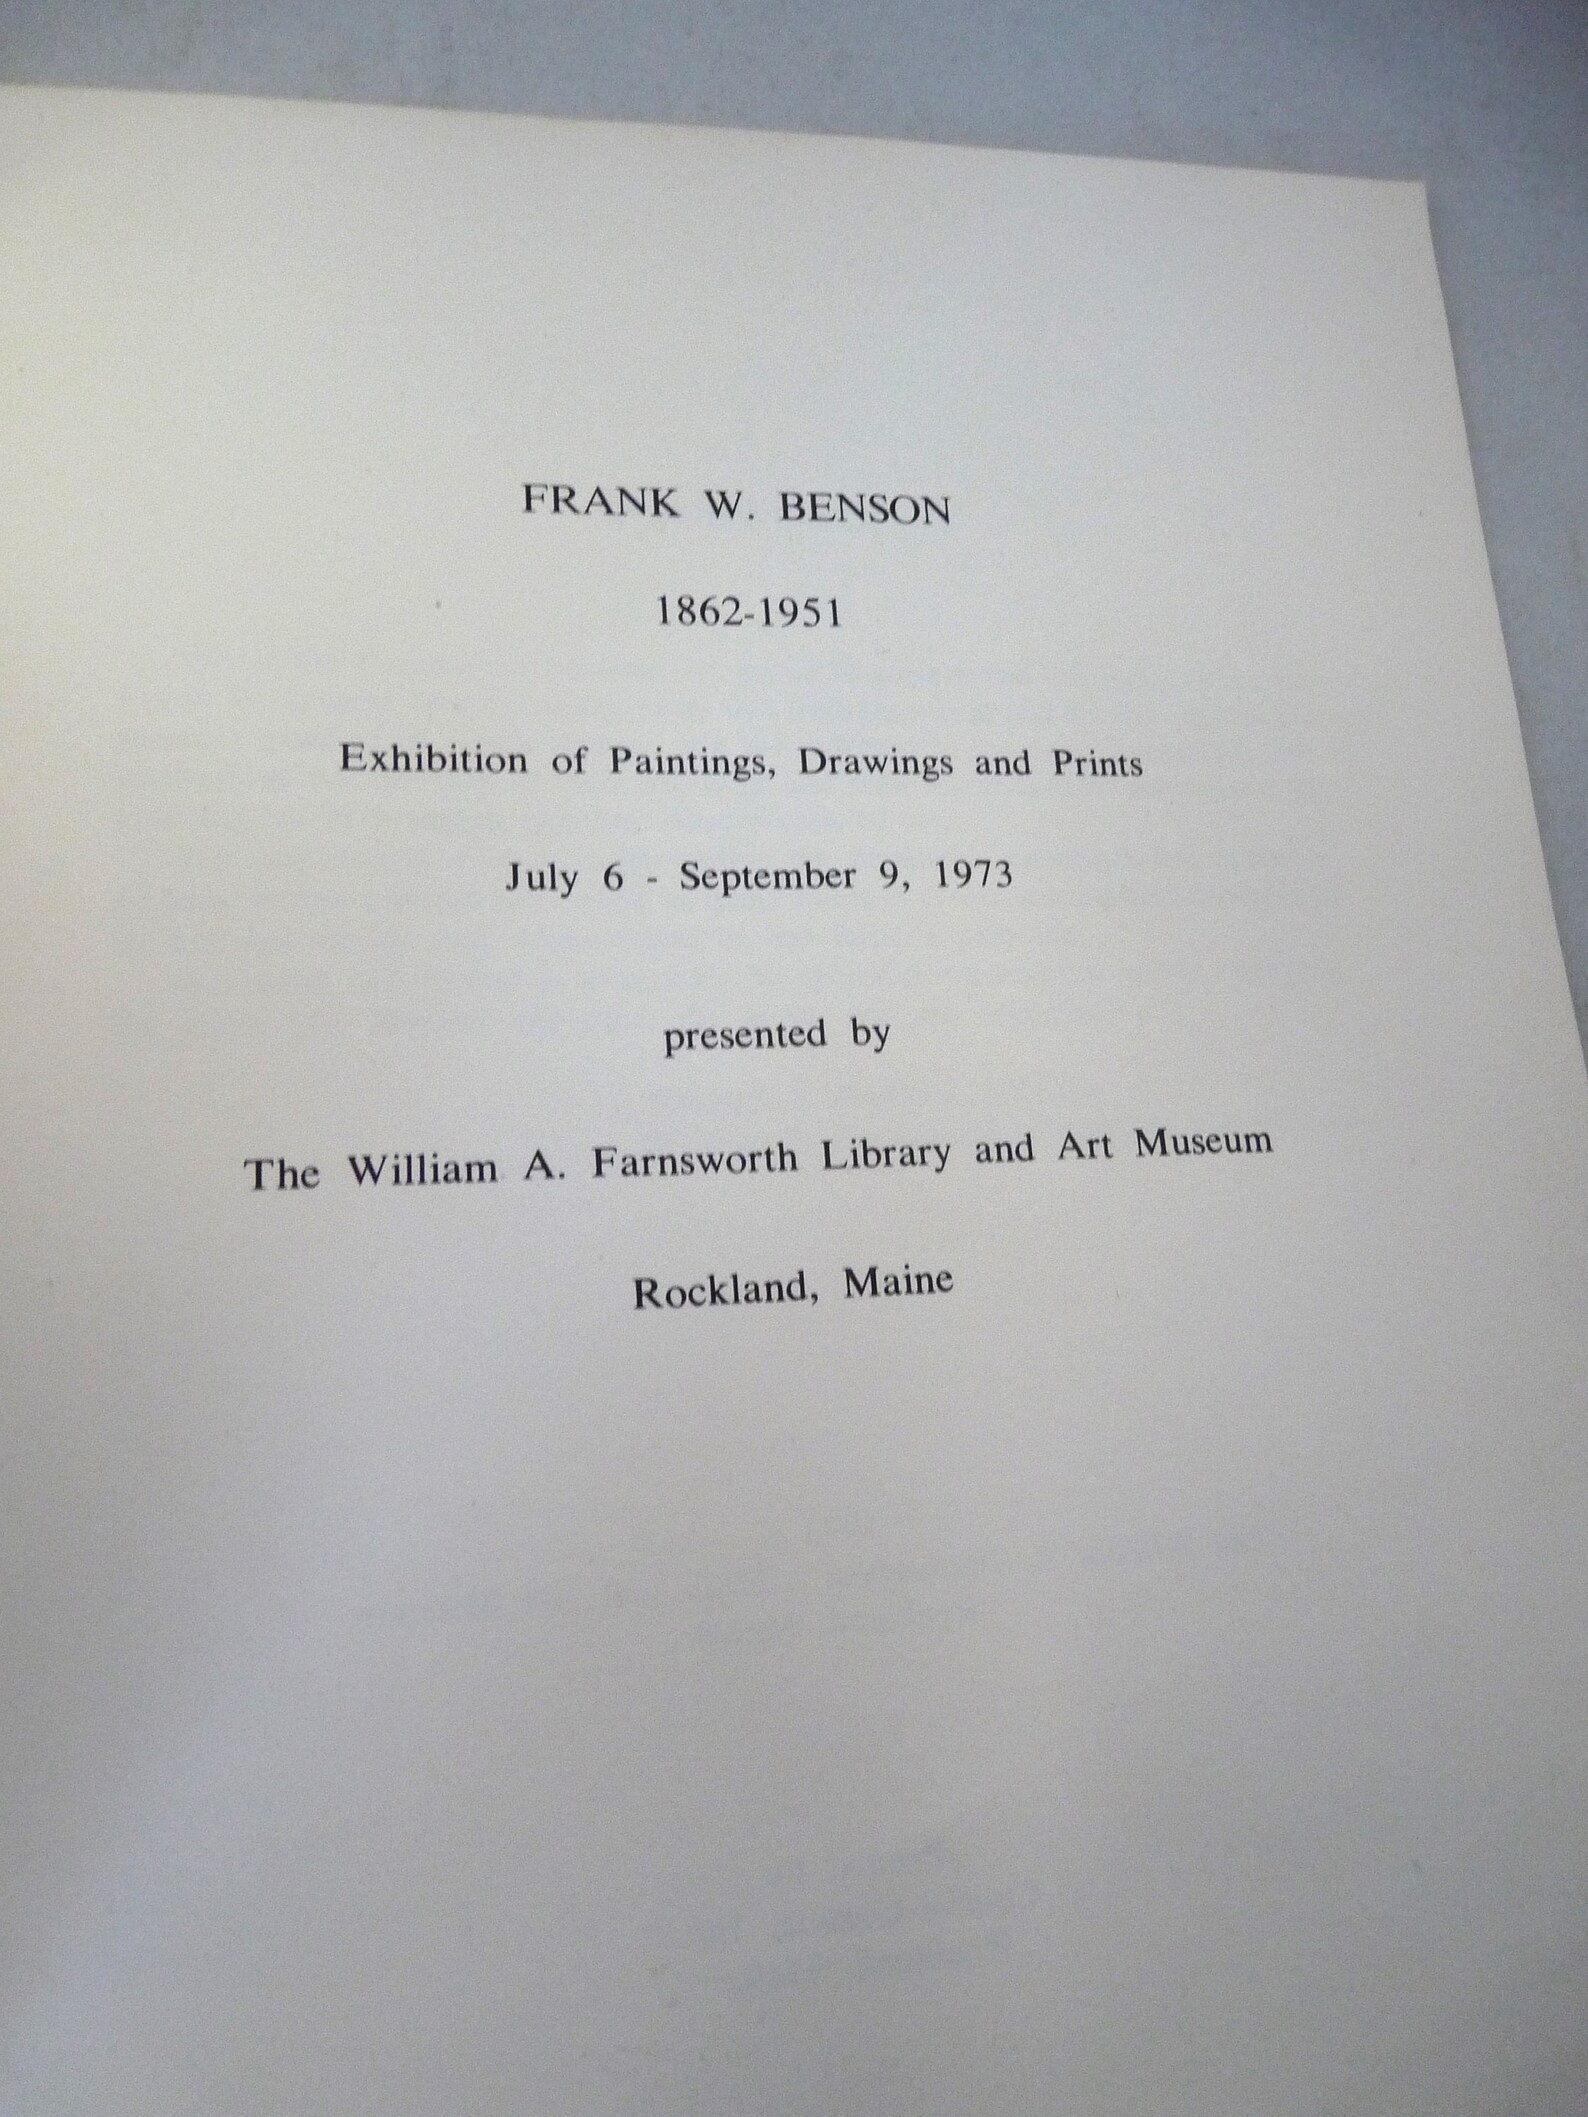 FRANK W. BENSON
1862-1951
Exhibition of Paintings, Drawings and Prints
July 6 - September 9, 1973
presented by
The William A. Farnsworth Library and Art Museum
Rockland, Maine